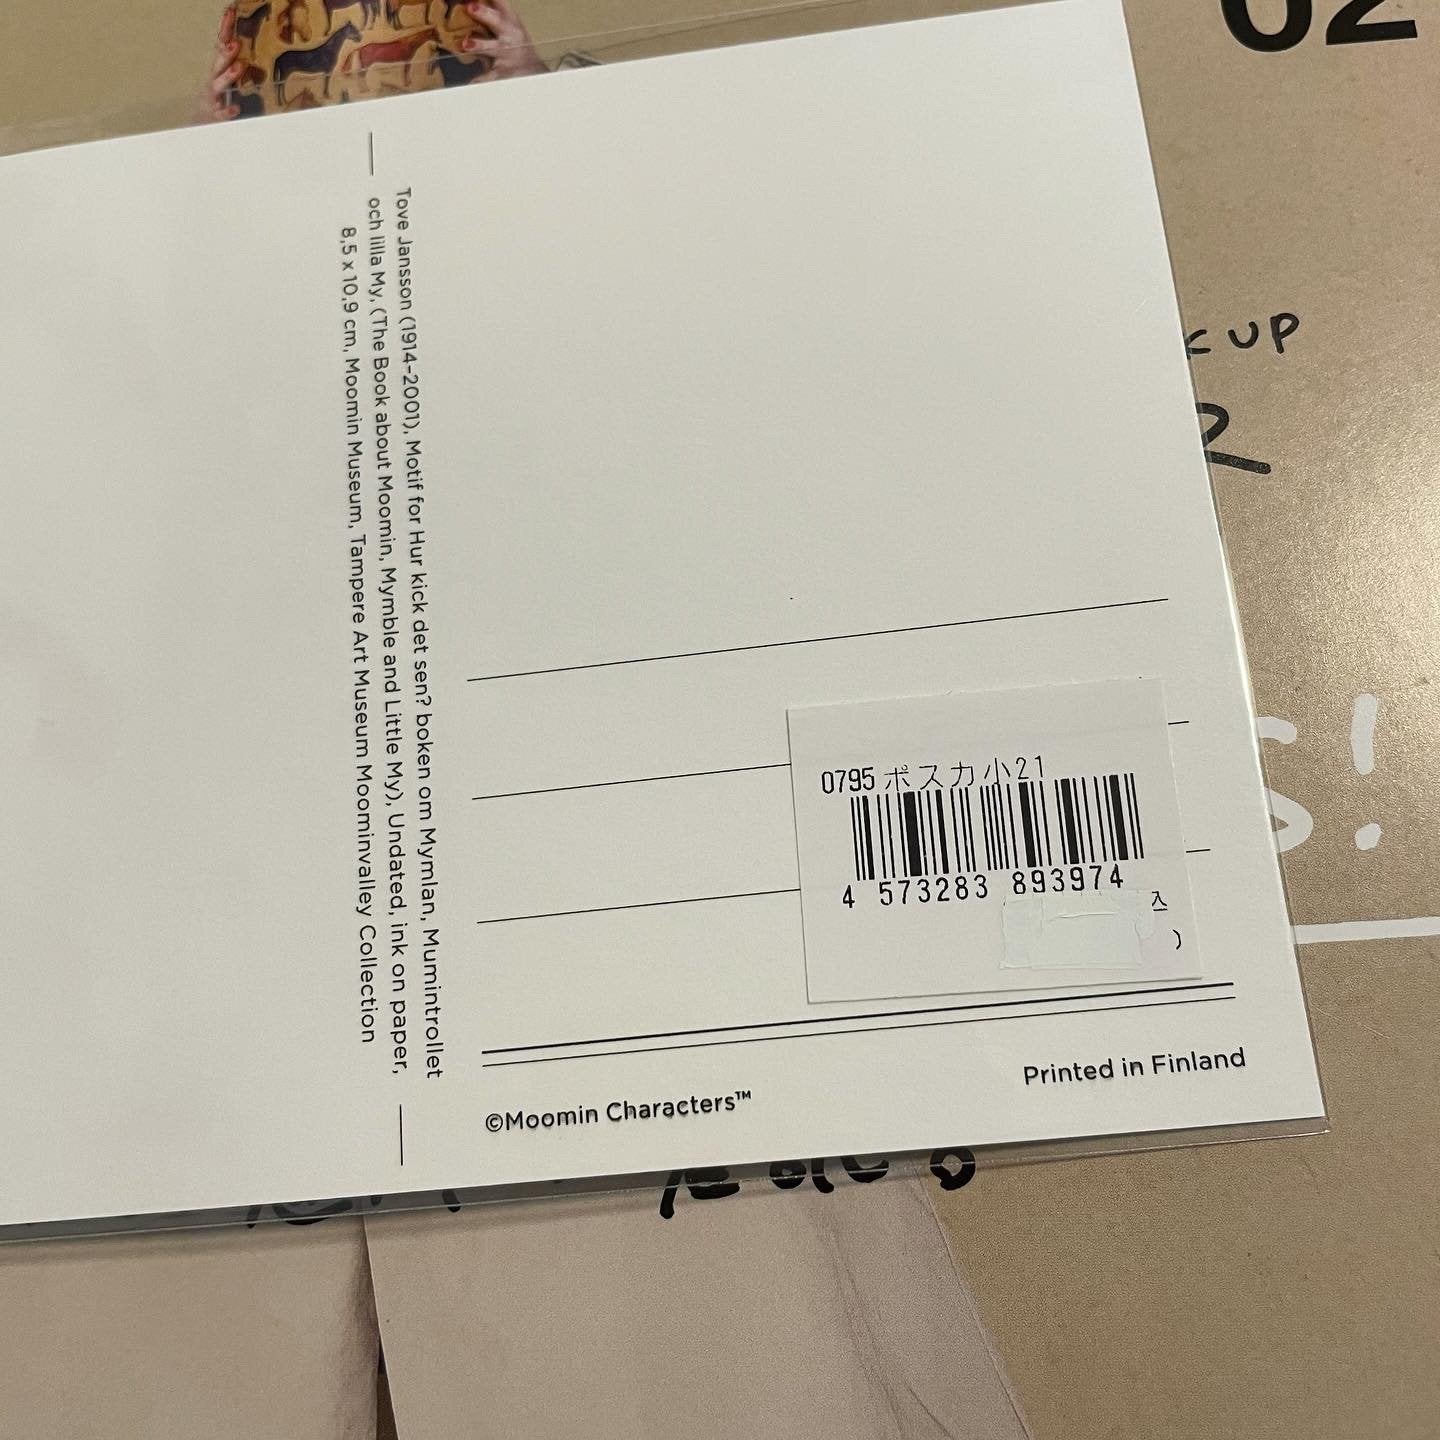 02
UP
Tove Jansson (1914-2001), Motif for Hur kick det sen? boken om Mymlan, Mumintrollet
och lilla My, (The Book about Moomin, Mymble and Little My), Undated, ink on paper,
8,5 x 10,9 cm, Moomin Museum, Tampere Art Museum Moominvalley Collection
0795 ポスカ小21
4 573283 893974
)
©Moomin Characters™
Printed in Finland